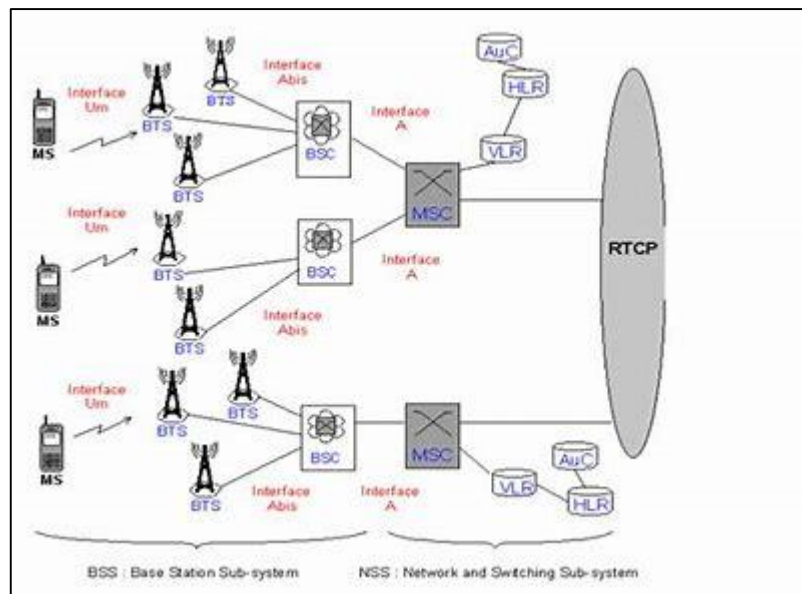 AuC
Interface
Abis
Interface
Um
HLR
BTS
Interface
A
BTS
MS
VLR
BSC
BTS
MSC
Interface
Um
RTCP
BTS
BSC
Interface
A
MS
BTS
Interface
Abis
Interface
Um
BTS
BTS
MS
BSC
MSC
AuC
VLR
BTS
Interface
Abis
Interface
A
HLR
BSS : Base Station Sub-system
NSS : Network and Switching Sub-system